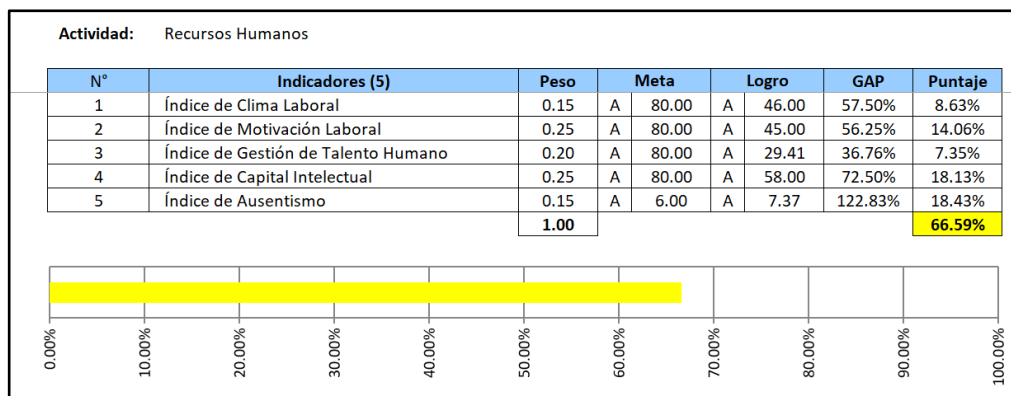 Actividad: Recursos Humanos
N° Indicadores (5) Peso Meta Logro GAP Puntaje
1 Índice de Clima Laboral 0.15 A 80.00 A 46.00 57.50% 8.63%
2 Índice de Motivación Laboral 0.25 A 80.00 A 45.00 56.25% 14.06%
3 Índice de Gestión de Talento Humano 0.20 A 80.00 A 29.41 36.76% 7.35%
4 Índice de Capital Intelectual 0.25 A 80.00 A 58.00 72.50% 18.13%
5 Índice de Ausentismo 0.15 A 6.00 A 7.37 122.83% 18.43%
1.00 66.59%
0.00% 10.00% 20.00% 30.00% 40.00% 50.00% 60.00% 70.00% 80.00% 90.00% 100.00%